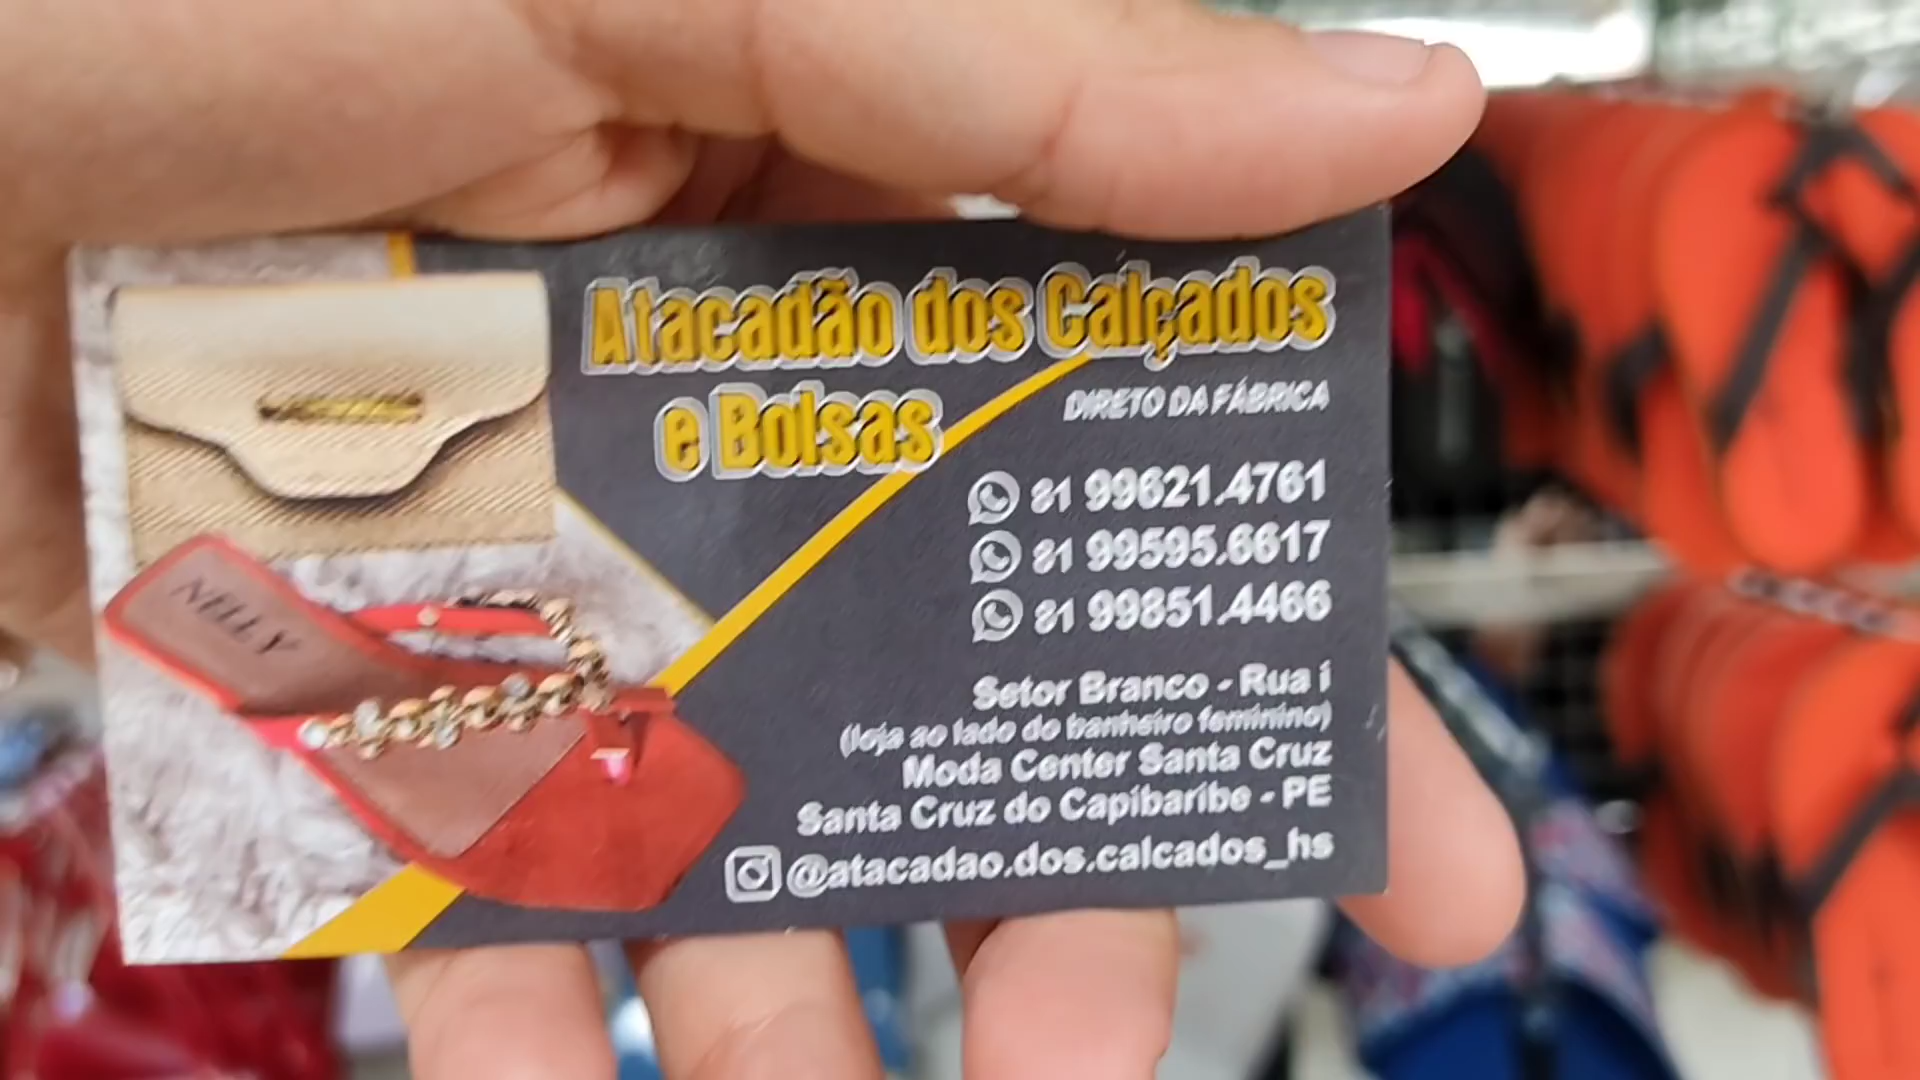 Atacadão dos Calçados
e Bolsas
DIRETO DA FÁBRICA
81 99621.4761
81 99595.6617
81 99851.4466
Setor Branco - Rua i
(loja ao lado do banheiro feminino)
Moda Center Santa Cruz
Santa Cruz do Capibaribe - PE
@atacadao.dos.calcados_hs
NELLY